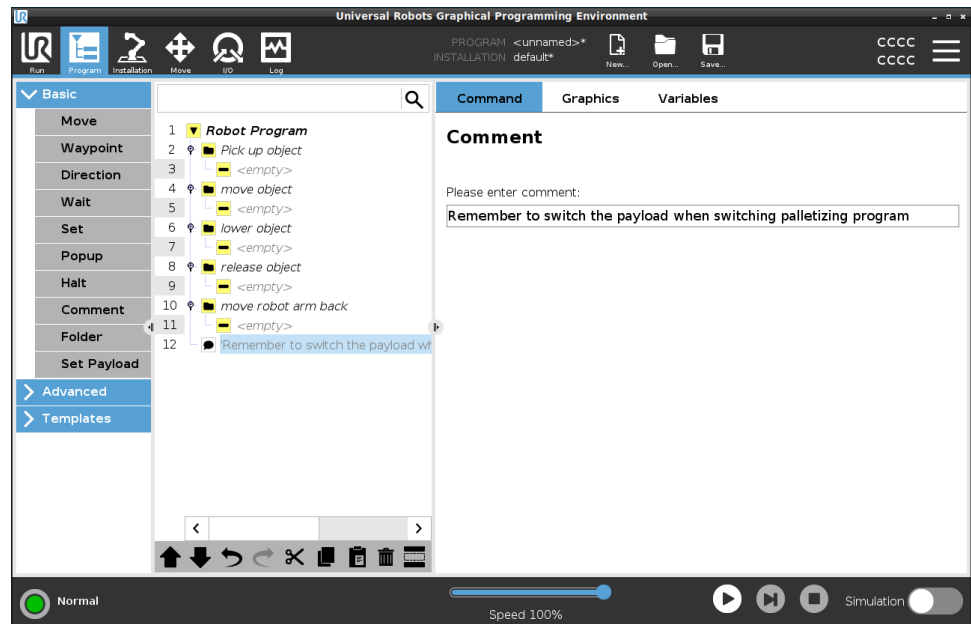 Universal Robots Graphical Programming Environment
UR
Run
Program
Installation
Move
I/O
Log
PROGRAM <unnamed>*
INSTALLATION default*
New...
Open...
Save...
CCCC
CCCC
Basic
Move
Waypoint
Direction
Wait
Set
Popup
Halt
Comment
Folder
Set Payload
Advanced
Templates
1 Robot Program
2 Pick up object
3 <empty>
4 move object
5 <empty>
6 lower object
7 <empty>
8 release object
9 <empty>
10 move robot arm back
11 <empty>
12 'Remember to switch the payload wh
Command Graphics Variables
Comment
Please enter comment:
Remember to switch the payload when switching palletizing program
Normal
Speed 100%
Simulation